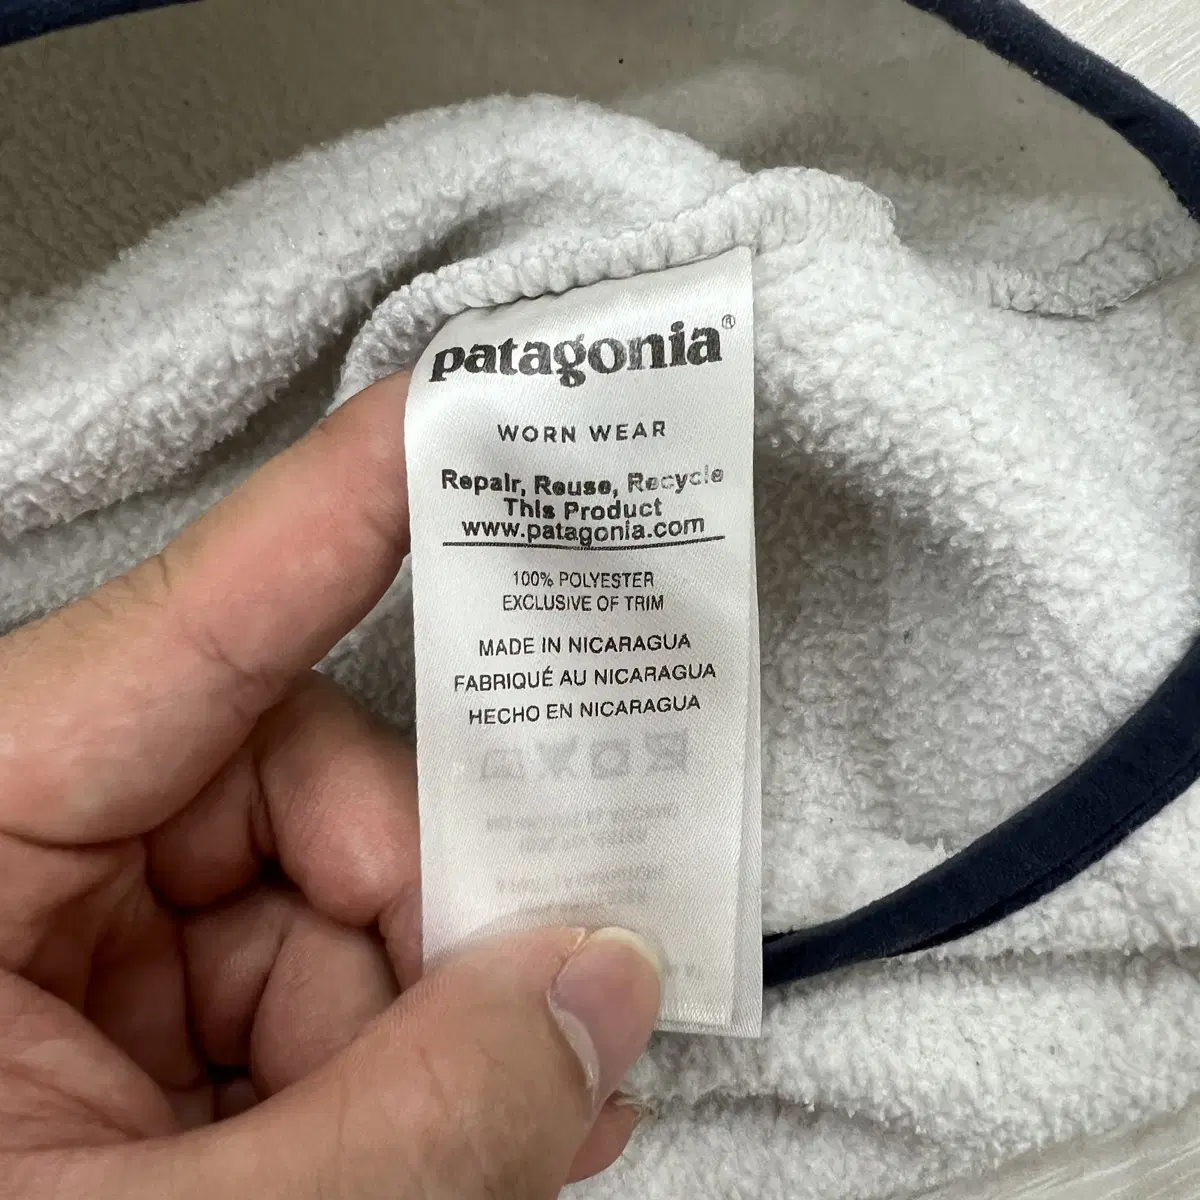 patagonia®
WORN WEAR
Repair, Reuse, Recycle
This Product
www.patagonia.com
100% POLYESTER
EXCLUSIVE OF TRIM
MADE IN NICARAGUA
FABRIQUÉ AU NICARAGUA
HECHO EN NICARAGUA